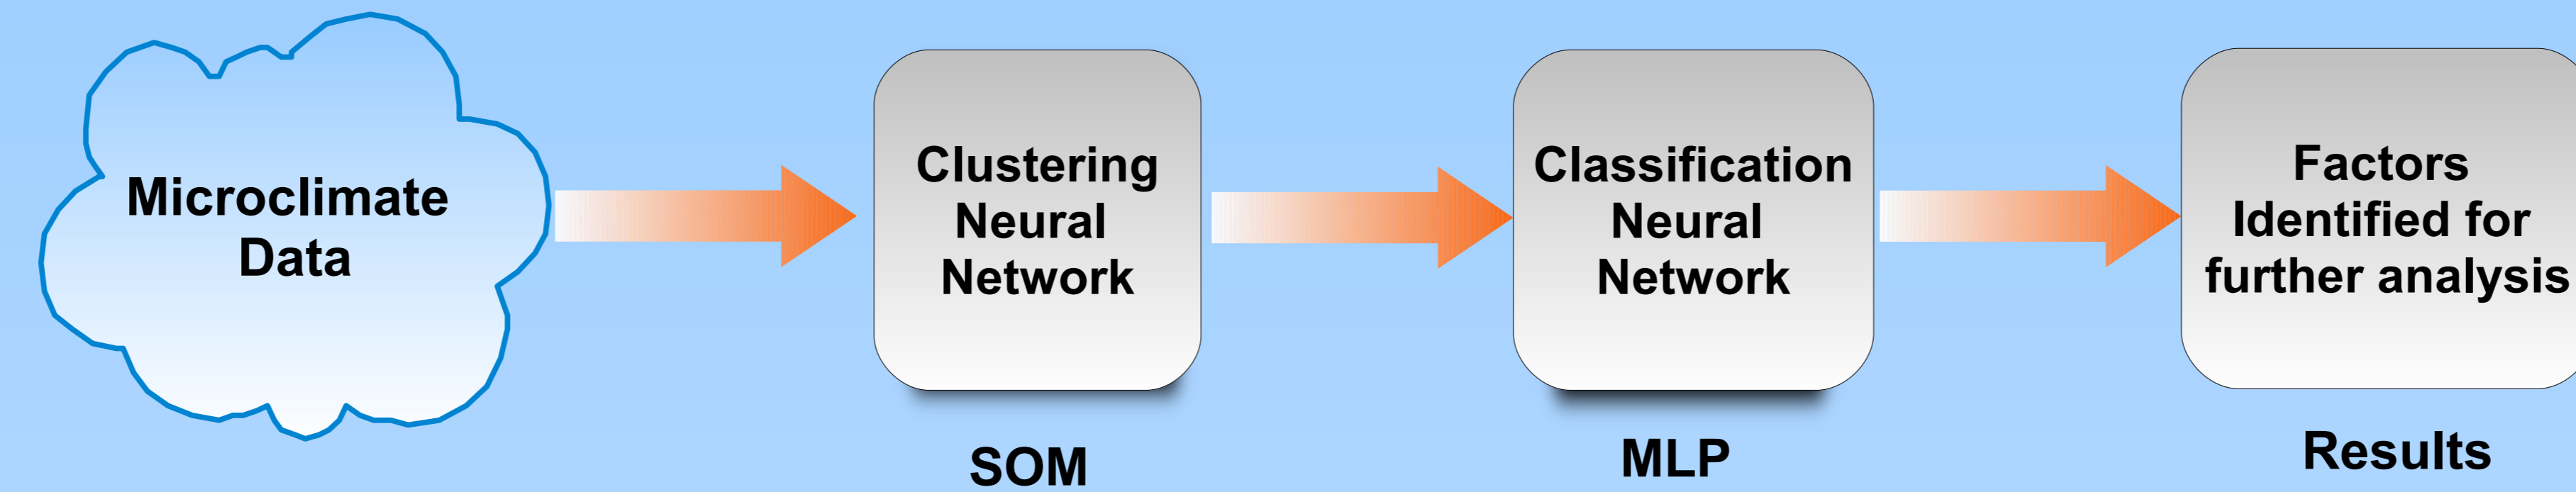 Microclimate
Data
Clustering
Neural
Network
SOM
Classification
Neural
Network
MLP
Factors
Identified for
further analysis
Results